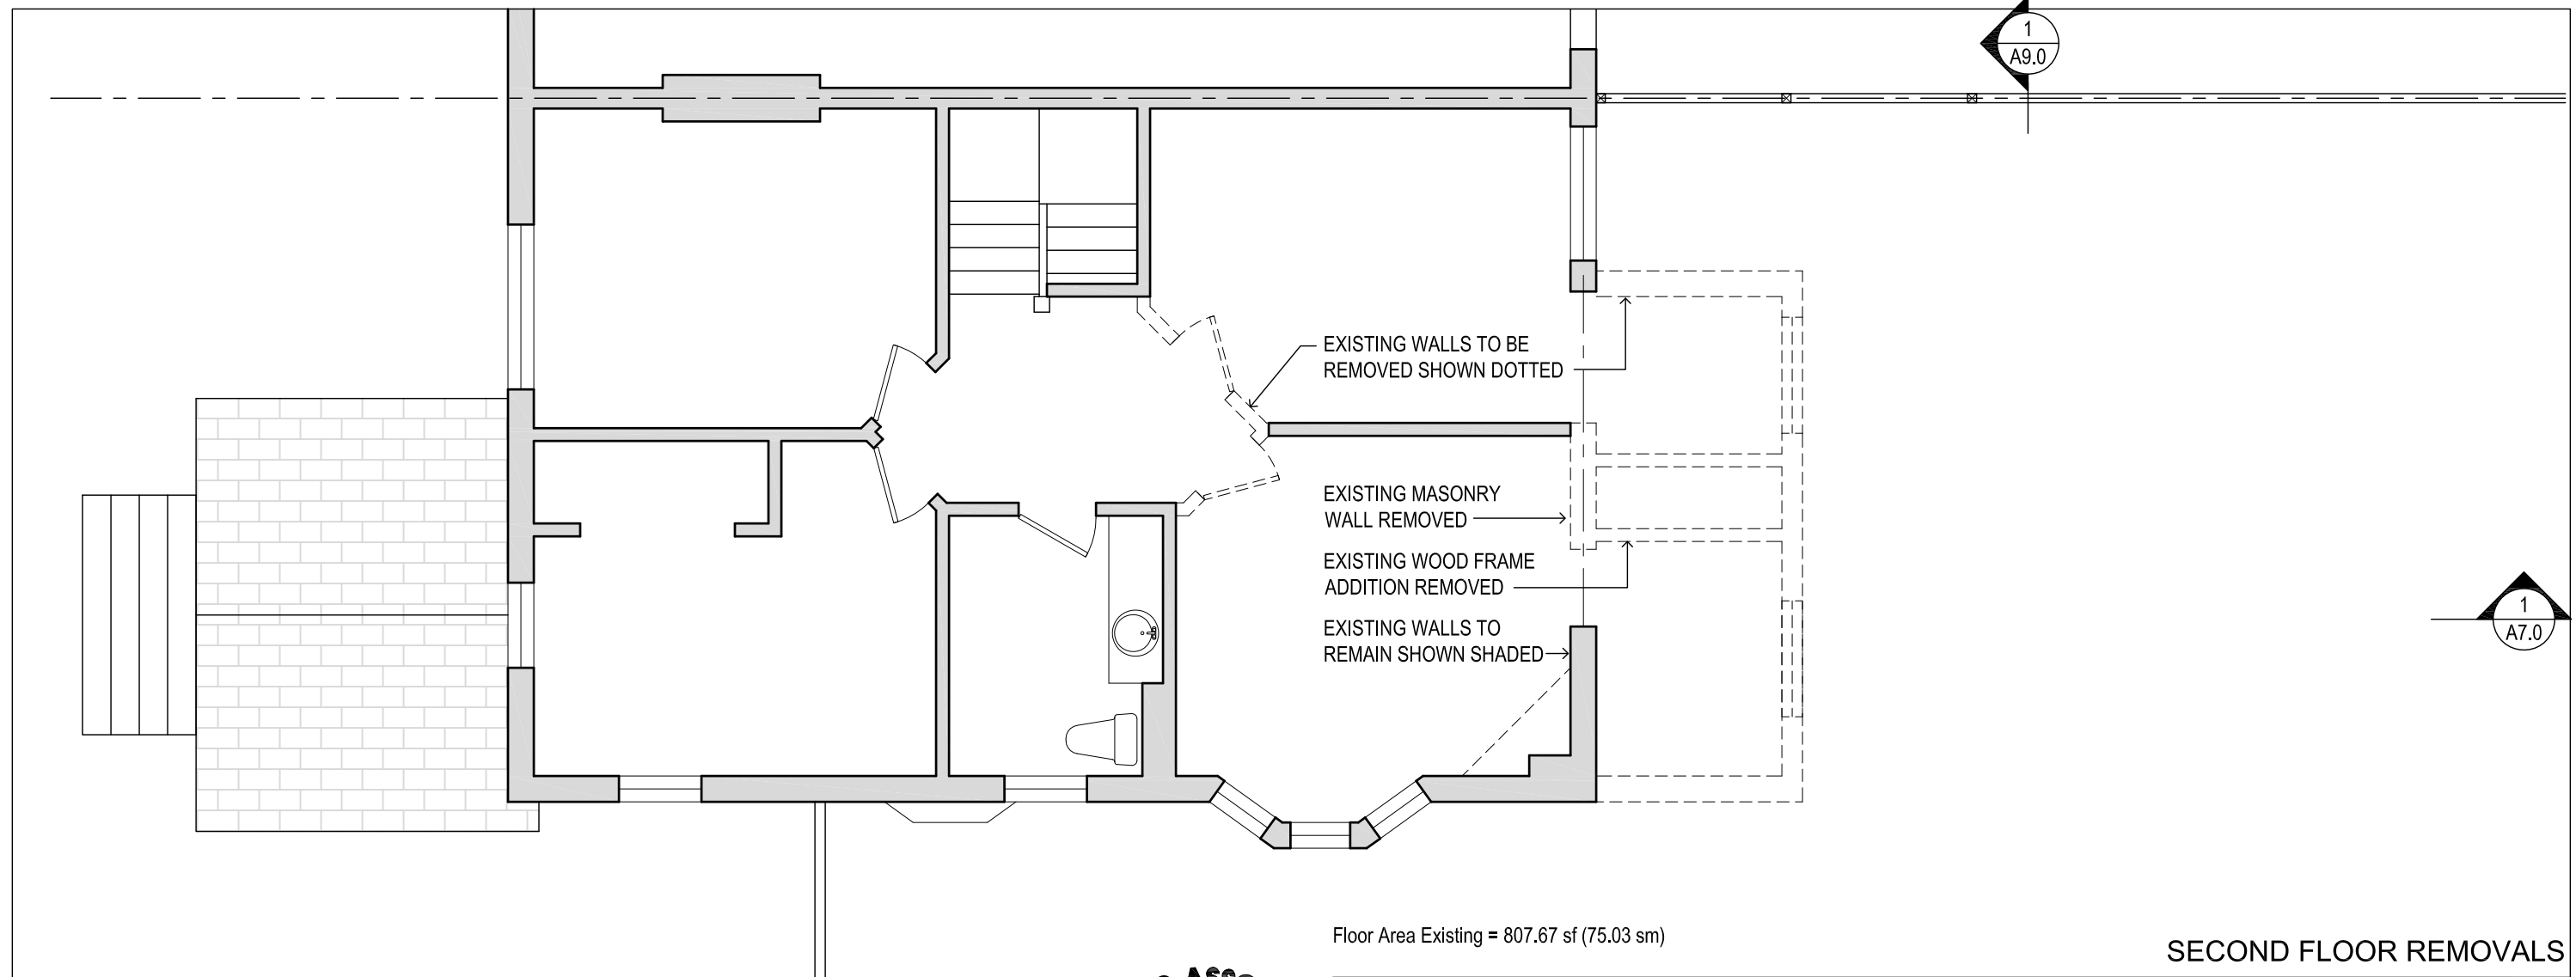 1
A9.0
EXISTING WALLS TO BE
REMOVED SHOWN DOTTED
EXISTING MASONRY
WALL REMOVED
EXISTING WOOD FRAME
ADDITION REMOVED
EXISTING WALLS TO
REMAIN SHOWN SHADED
1
A7.0
Floor Area Existing = 807.67 sf (75.03 sm)
SECOND FLOOR REMOVALS